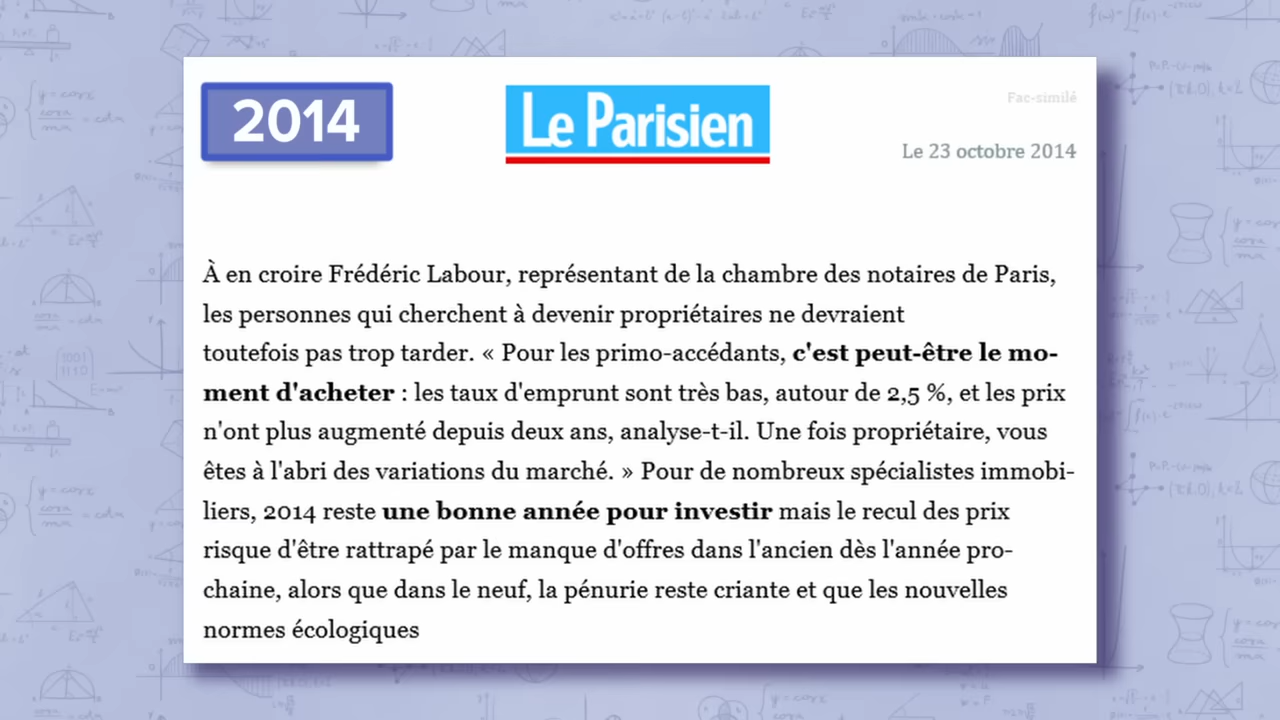 2014
Le Parisien
Fac-similé
Le 23 octobre 2014
À en croire Frédéric Labour, représentant de la chambre des notaires de Paris,
les personnes qui cherchent à devenir propriétaires ne devraient
toutefois pas trop tarder. « Pour les primo-accédants, c'est peut-être le mo-
ment d'acheter : les taux d'emprunt sont très bas, autour de 2,5 %, et les prix
n'ont plus augmenté depuis deux ans, analyse-t-il. Une fois propriétaire, vous
êtes à l'abri des variations du marché. » Pour de nombreux spécialistes immobi-
liers, 2014 reste une bonne année pour investir mais le recul des prix
risque d'être rattrapé par le manque d'offres dans l'ancien dès l'année pro-
chaine, alors que dans le neuf, la pénurie reste criante et que les nouvelles
normes écologiques